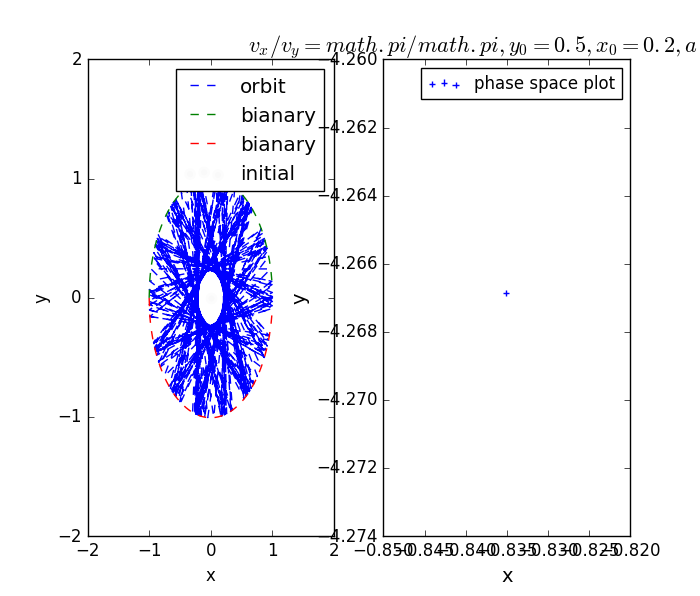 v_x/v_y = math.pi/math.pi, y_0 = 0.5, x_0 = 0.2, a
orbit
bianary
bianary
initial
2
1
0
−1
−2
y
−2
−1
0
1
2
x
phase space plot
−4.260
−4.262
−4.264
−4.266
−4.268
−4.270
−4.272
−4.274
y
−0.850
−0.845
−0.840
−0.835
−0.830
−0.825
−0.820
x